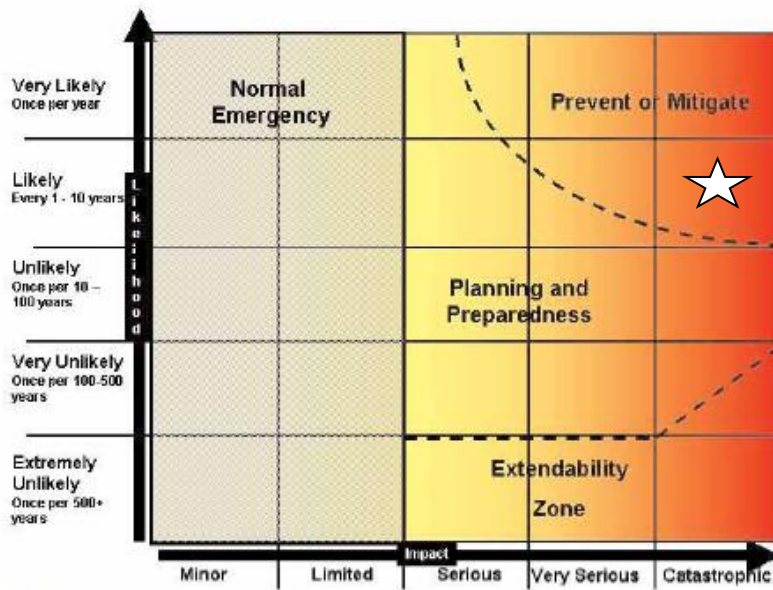 Very Likely
Once per year
Normal
Emergency
Prevent or Mitigate
Likely
Every 1 - 10 years
Likelihood
Unlikely
Once per 10 –
100 years
Planning and
Preparedness
Very Unlikely
Once per 100-500
years
Extremely
Unlikely
Once per 500+
years
Extendability
Zone
Impact
Minor
Limited
Serious
Very Serious
Catastrophic